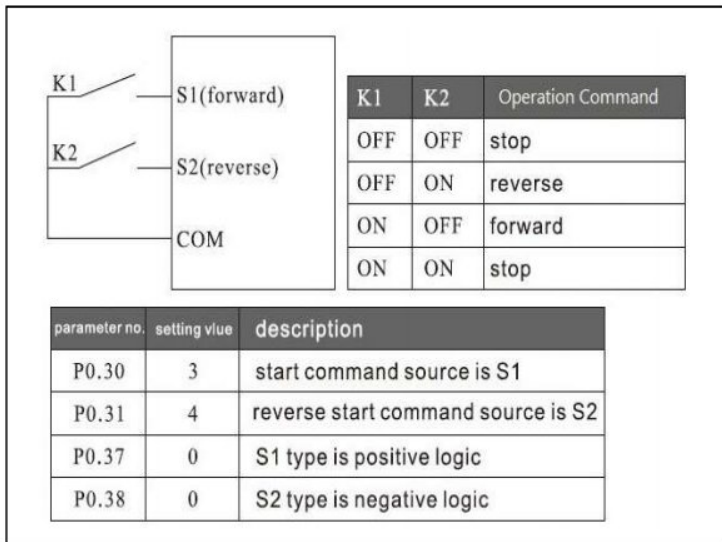 K1
S1(forward)
K2
S2(reverse)
COM
K1 K2 Operation Command
OFF OFF stop
OFF ON reverse
ON OFF forward
ON ON stop
parameter no. setting vlue description
P0.30 3 start command source is S1
P0.31 4 reverse start command source is S2
P0.37 0 S1 type is positive logic
P0.38 0 S2 type is negative logic